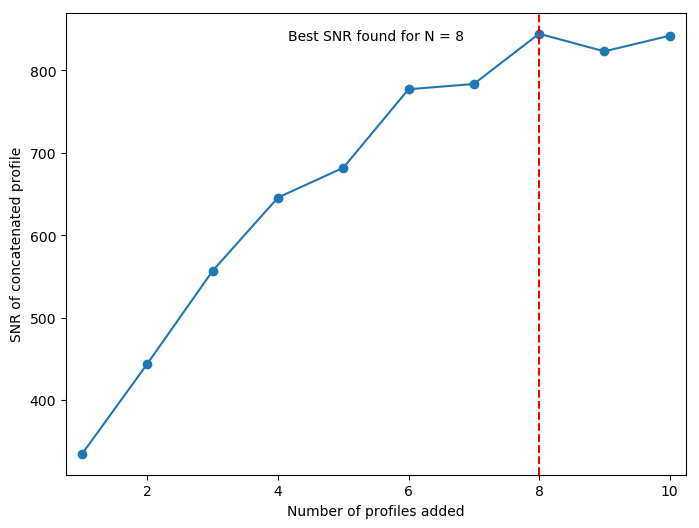 Best SNR found for N = 8
SNR of concatenated profile
800
700
600
500
400
2 4 6 8 10
Number of profiles added